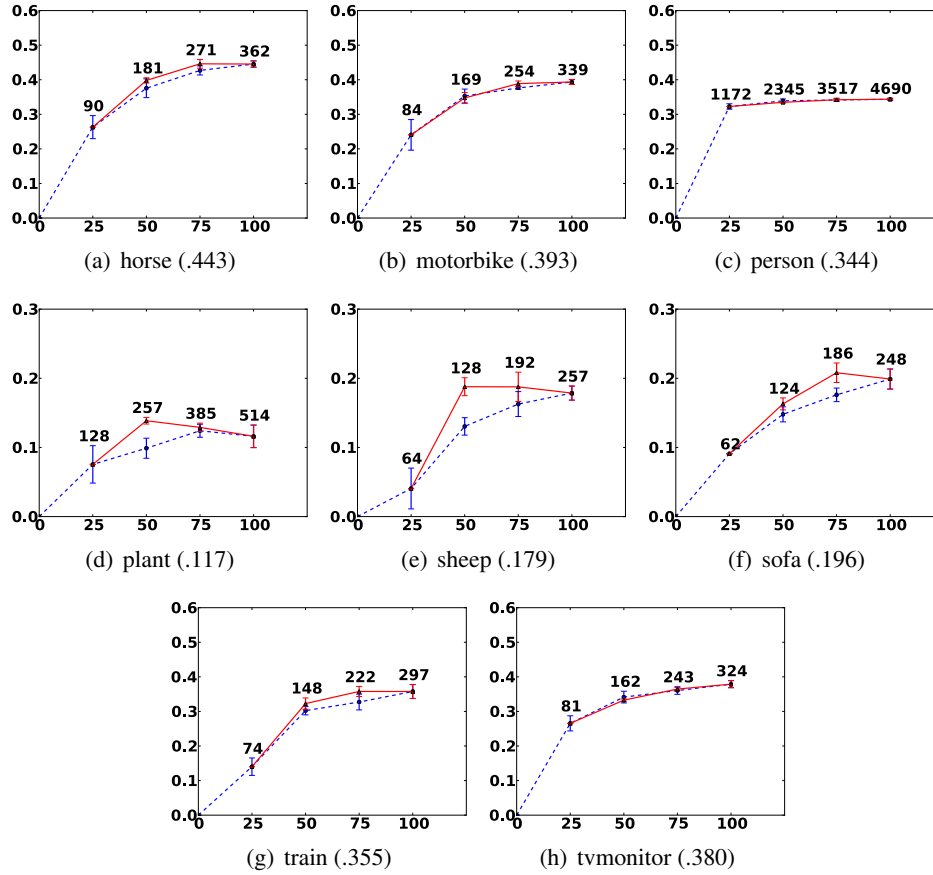 0.6
0.5
0.4
0.3
0.2
0.1
0.0
0 25 50 75 100
90 181 271 362
(a) horse (.443)
0.6
0.5
0.4
0.3
0.2
0.1
0.0
0 25 50 75 100
84 169 254 339
(b) motorbike (.393)
0.6
0.5
0.4
0.3
0.2
0.1
0.0
0 25 50 75 100
1172 2345 3517 4690
(c) person (.344)
0.3
0.2
0.1
0.0
0 25 50 75 100
128 257 385 514
(d) plant (.117)
0.3
0.2
0.1
0.0
0 25 50 75 100
64 128 192 257
(e) sheep (.179)
0.3
0.2
0.1
0.0
0 25 50 75 100
62 124 186 248
(f) sofa (.196)
0.6
0.5
0.4
0.3
0.2
0.1
0.0
0 25 50 75 100
74 148 222 297
(g) train (.355)
0.6
0.5
0.4
0.3
0.2
0.1
0.0
0 25 50 75 100
81 162 243 324
(h) tvmonitor (.380)